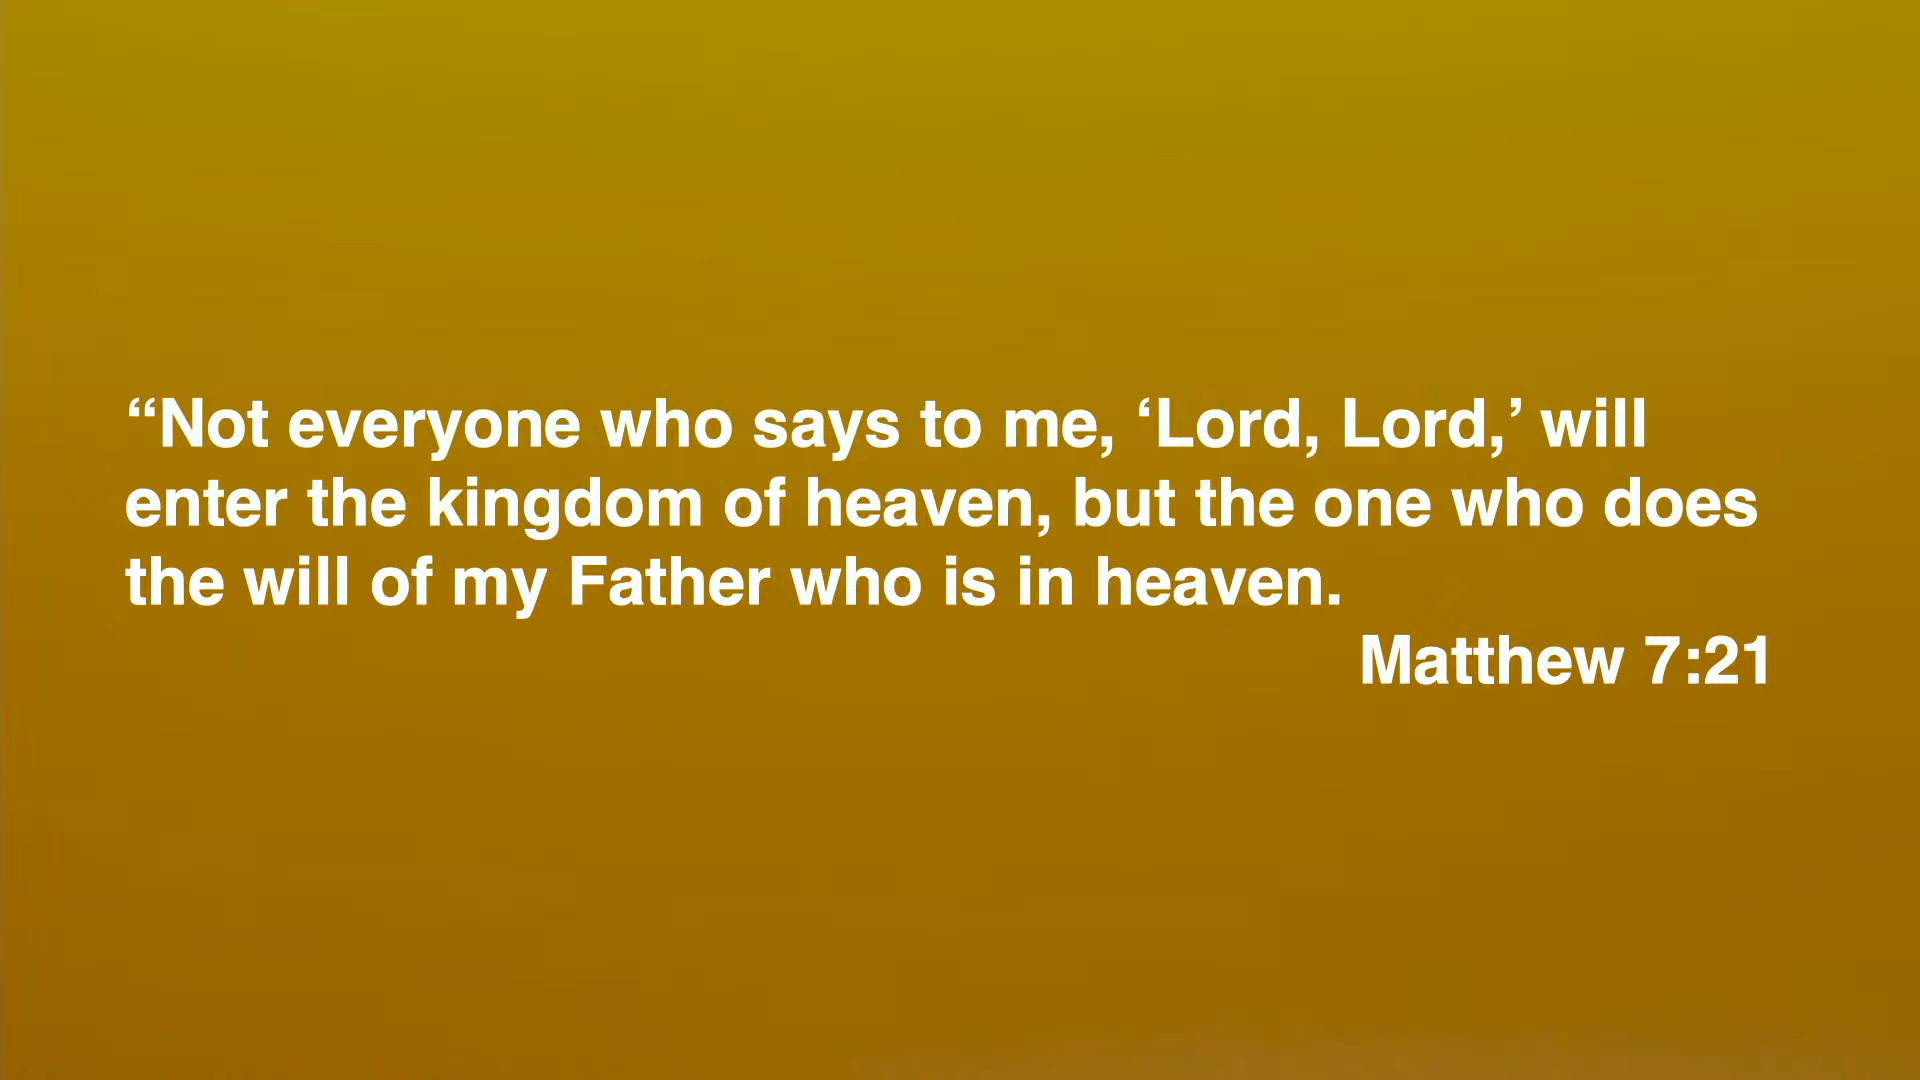 “Not everyone who says to me, ‘Lord, Lord,’ will
enter the kingdom of heaven, but the one who does
the will of my Father who is in heaven.
Matthew 7:21